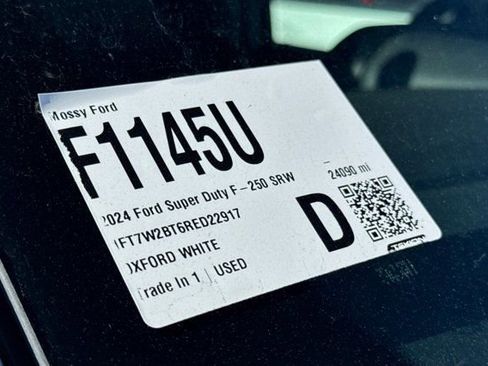 Mossy Ford
F1145U
2024 Ford Super Duty F-250 SRW
1FT7W2BT6RED22917
OXFORD WHITE
Trade In 1 | USED
24090 mi
D